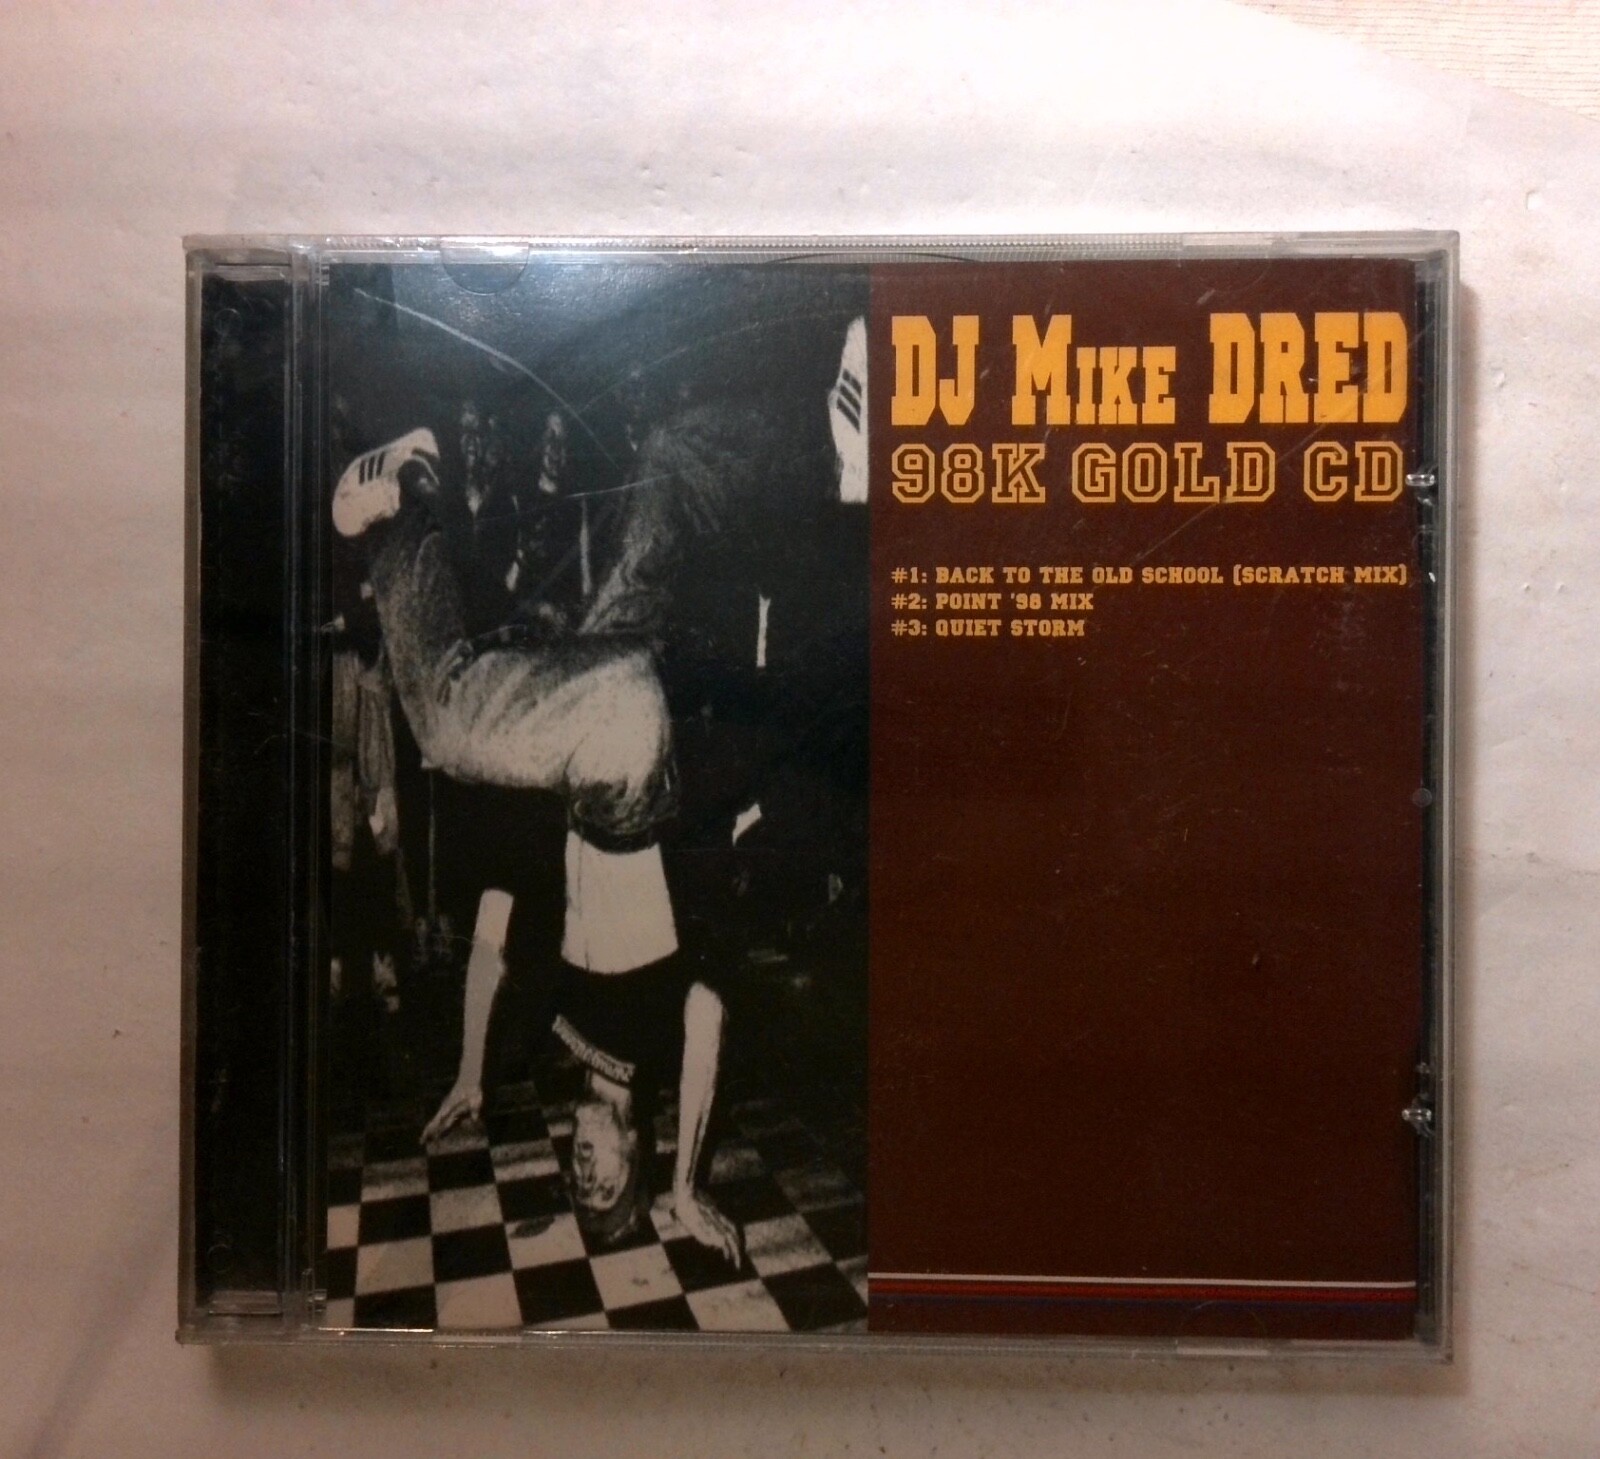 DJ MIKE DRED
98K GOLD CD
#1: BACK TO THE OLD SCHOOL (SCRATCH MIX)
#2: POINT '98 MIX
#3: QUIET STORM